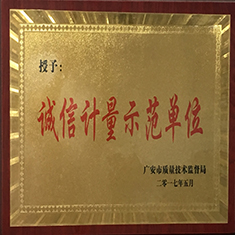 授予：
诚信计量示范单位
广安市质量技术监督局
二零一七年五月